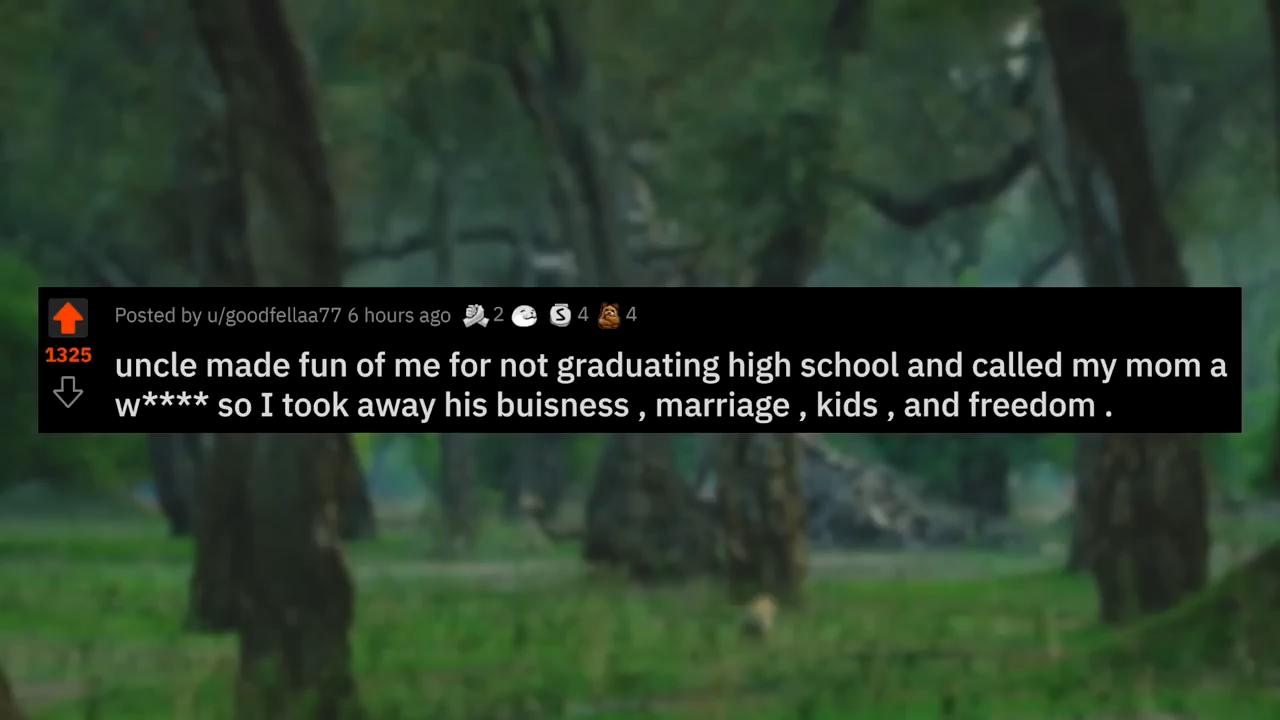 Posted by u/goodfellaa77 6 hours ago 2 S 4 4
1325
uncle made fun of me for not graduating high school and called my mom a
w**** so I took away his buisness , marriage , kids , and freedom .